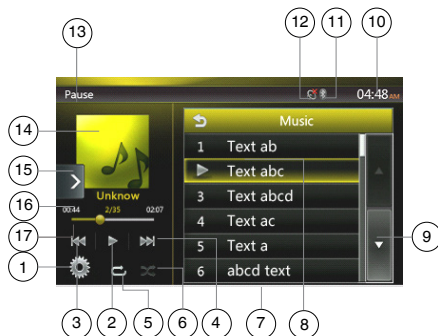 12 11 10
13
Pause 04:48 AM
14
Music
1 Text ab
Text abc
15
Unknow
3 Text abcd
16
00:44 2/35 02:07
4 Text ac
17
9
5 Text a
1
6 abcd text
3 2 5 6 4 7 8